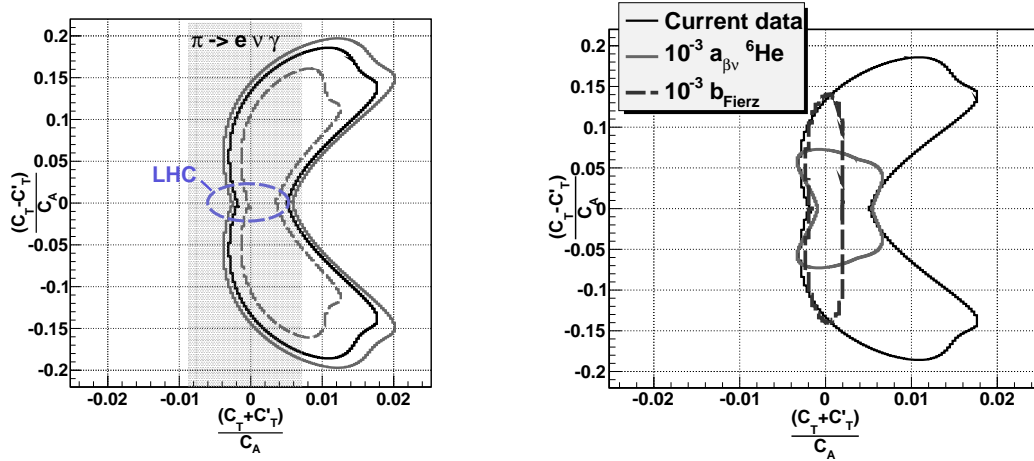 π -> e ν γ
LHC
0.2
0.15
0.1
0.05
0
-0.05
-0.1
-0.15
-0.2
(C_T-C'_T)
C_A
-0.02 -0.01 0 0.01 0.02
(C_T+C'_T)
C_A
Current data
10^-3 a_βν ^6He
10^-3 b_Fierz
0.2
0.15
0.1
0.05
0
-0.05
-0.1
-0.15
-0.2
(C_T-C'_T)
C_A
-0.02 -0.01 0 0.01 0.02
(C_T+C'_T)
C_A